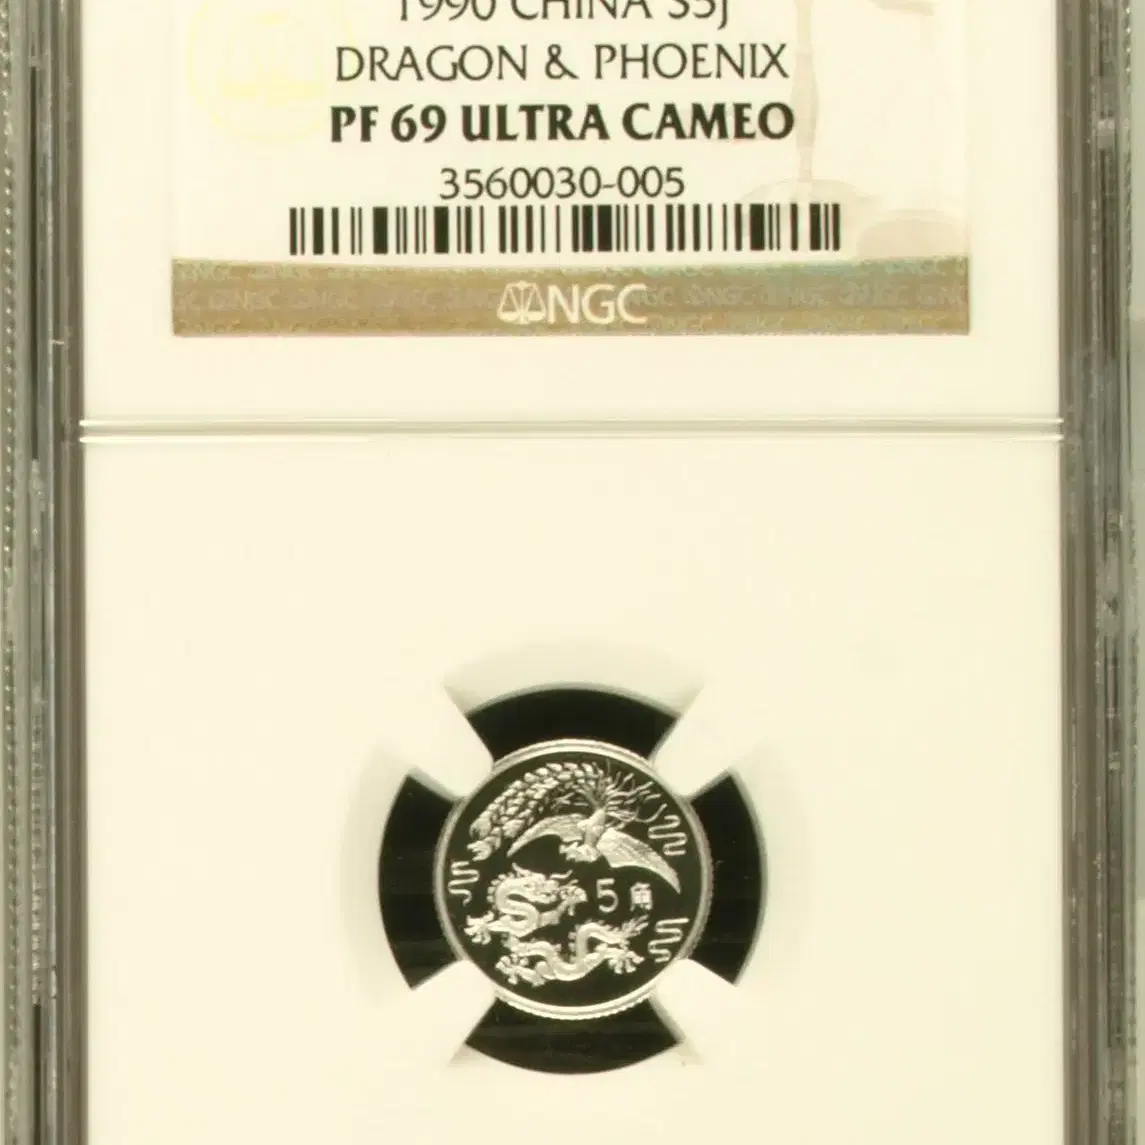 1990 CHINA S5J
DRAGON & PHOENIX
PF 69 ULTRA CAMEO
3560030-005
NGC
5角